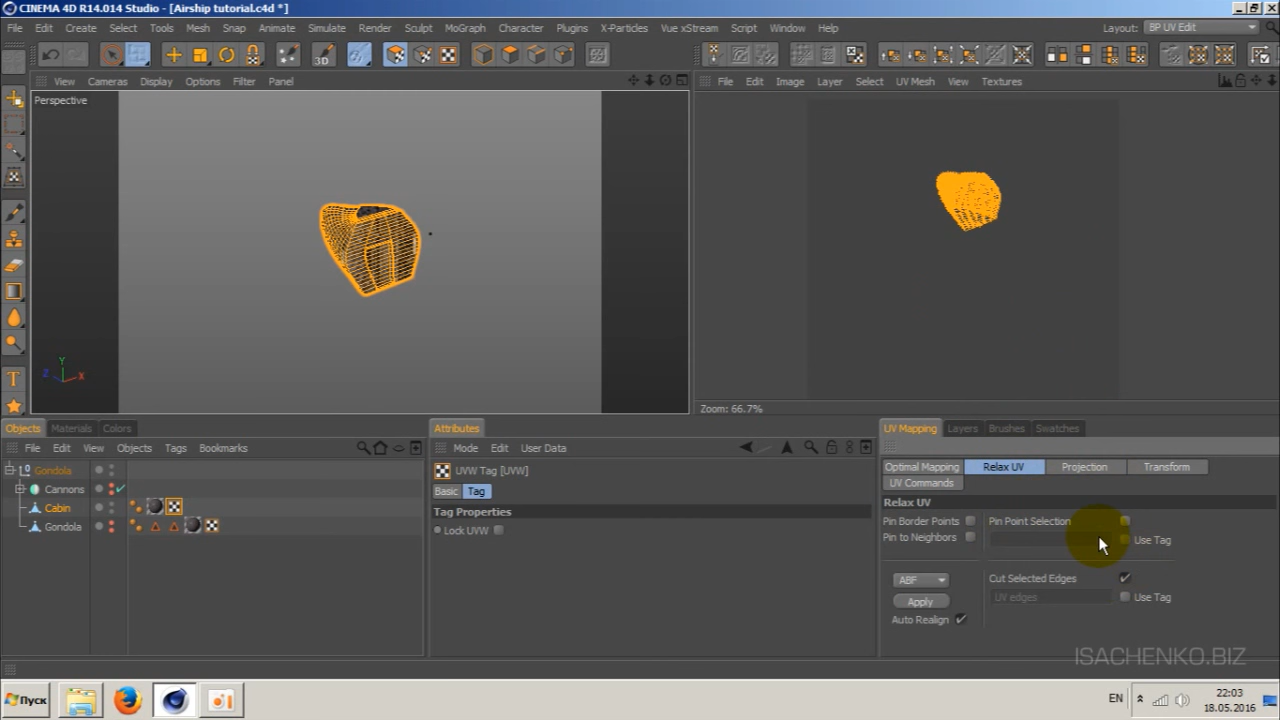 CINEMA 4D R14.014 Studio - [Airship tutorial.c4d *]
File Edit Create Select Tools Mesh Snap Animate Simulate Render Sculpt MoGraph Character Plugins X-Particles Vue xStream Script Window Help Layout: BP UV Edit
3D
View Cameras Display Options Filter Panel
File Edit Image Layer Select UV Mesh View Textures
Perspective
Y
Z X
T
Zoom: 66.7%
Objects Materials Colors
File Edit View Objects Tags Bookmarks
Gondola
Cannons
Cabin
Gondola
Attributes
Mode Edit User Data
UVW Tag [UVW]
Basic Tag
Tag Properties
Lock UVW
UV Mapping Layers Brushes Swatches
Optimal Mapping Relax UV Projection Transform
UV Commands
Relax UV
Pin Border Points Pin Point Selection
Pin to Neighbors Use Tag
ABF Cut Selected Edges
Apply UV edges Use Tag
Auto Realign
ISACHENKO.BIZ
Пуск
EN
22:03
18.05.2016